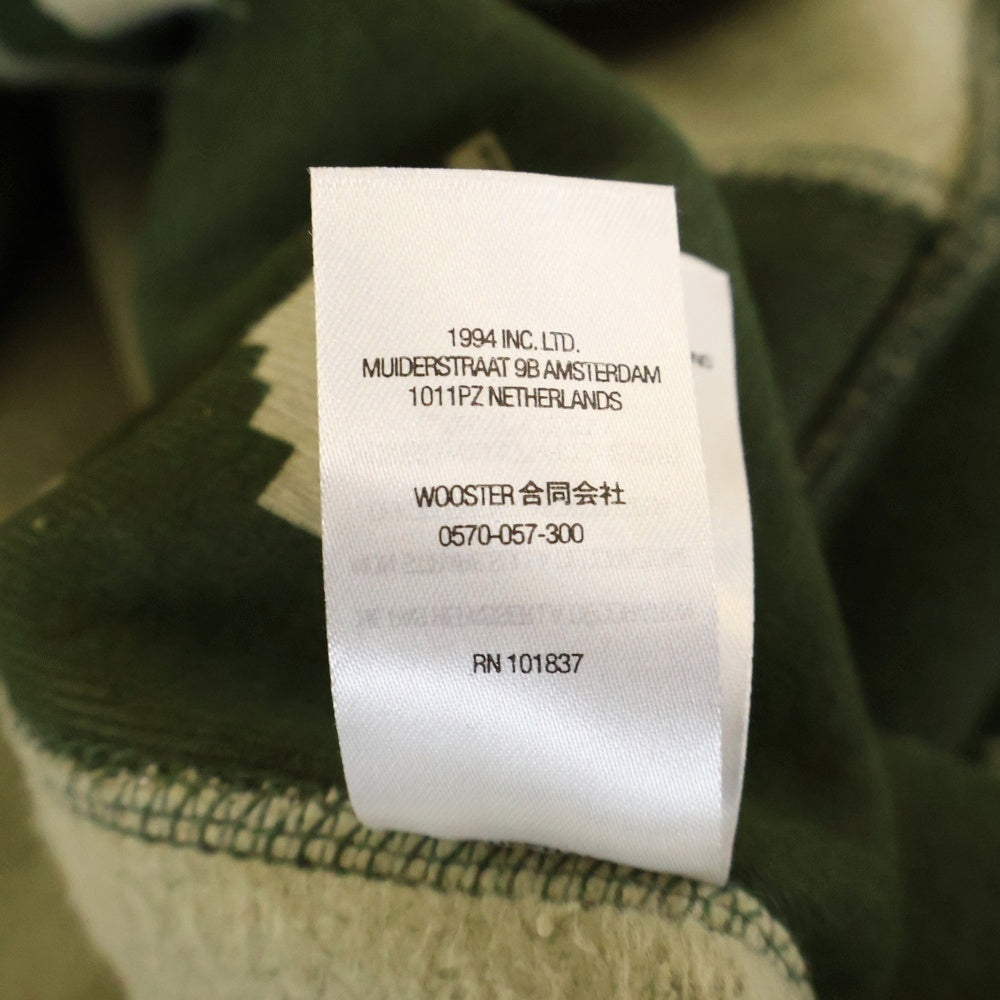 1994 INC. LTD.
MUIDERSTRAAT 9B AMSTERDAM
1011PZ NETHERLANDS
WOOSTER 合同会社
0570-057-300
RN 101837